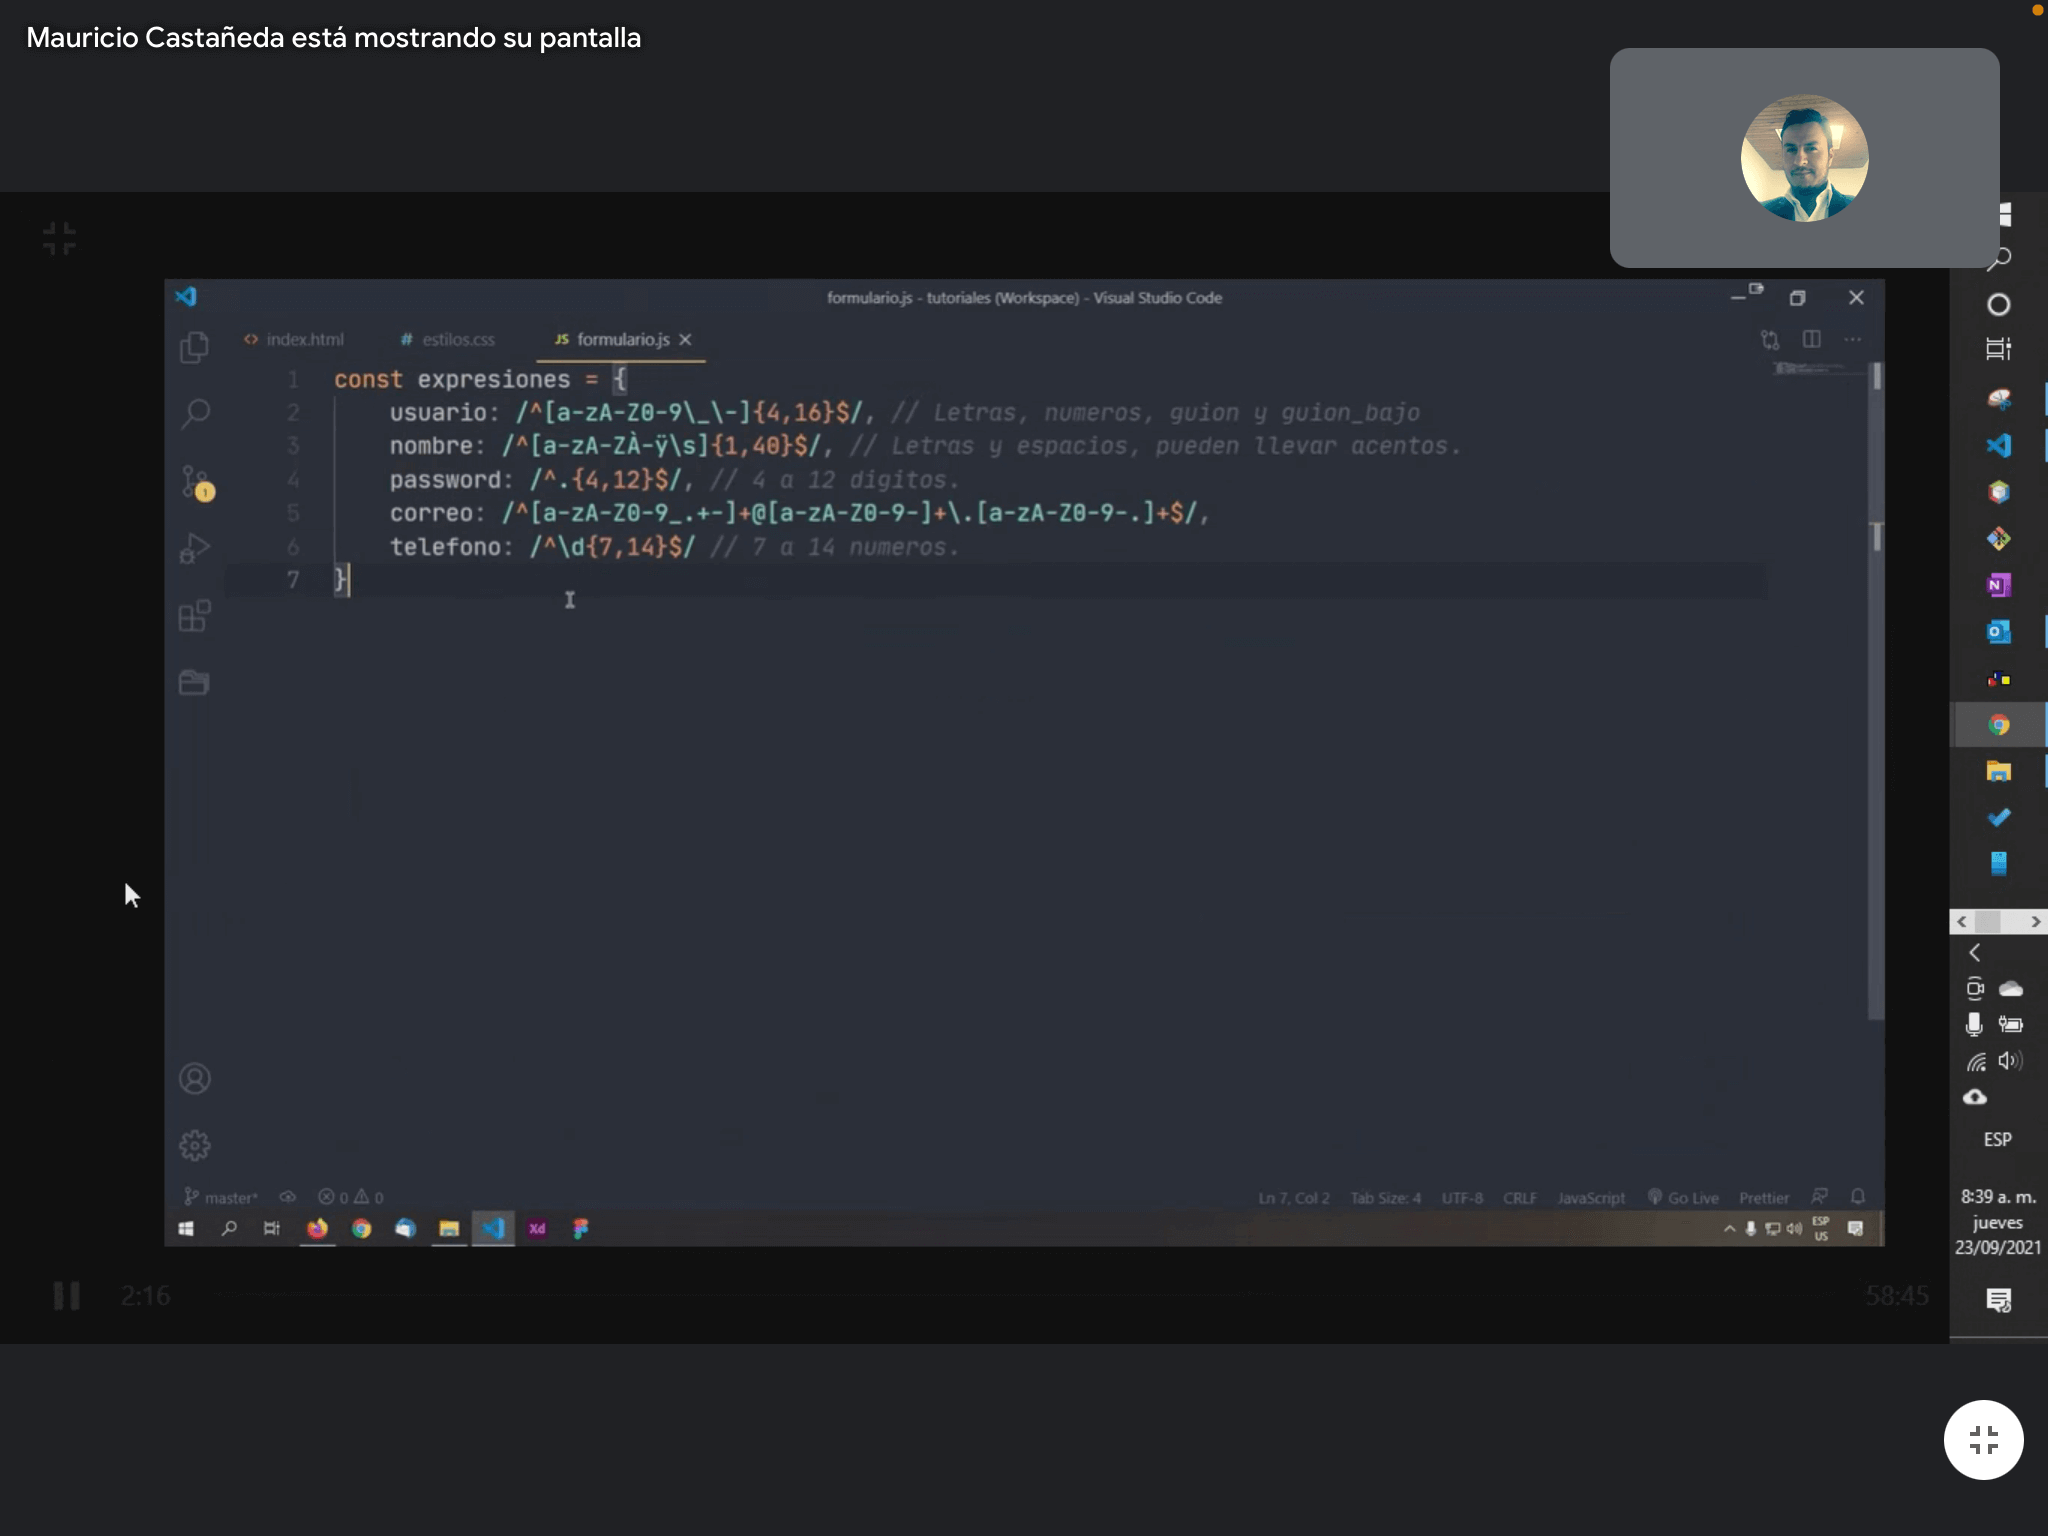 Mauricio Castañeda está mostrando su pantalla
formulario.js - tutoriales (Workspace) - Visual Studio Code
index.html
# estilos.css
JS formulario.js
1 const expresiones = {
2 usuario: /^[a-zA-Z0-9\_\-]{4,16}$/, // Letras, numeros, guion y guion_bajo
3 nombre: /^[a-zA-ZÀ-ÿ\s]{1,40}$/, // Letras y espacios, pueden llevar acentos.
4 password: /^.{4,12}$/, // 4 a 12 digitos.
5 correo: /^[a-zA-Z0-9_.+-]+@[a-zA-Z0-9-]+\.[a-zA-Z0-9-.]+$/,
6 telefono: /^\d{7,14}$/ // 7 a 14 numeros.
7 }
1
master* 0 0
Ln 7, Col 2 Tab Size: 4 UTF-8 CRLF JavaScript Go Live Prettier
Xd
ESP
US
2:16
58:45
N
O
ESP
8:39 a. m.
jueves
23/09/2021